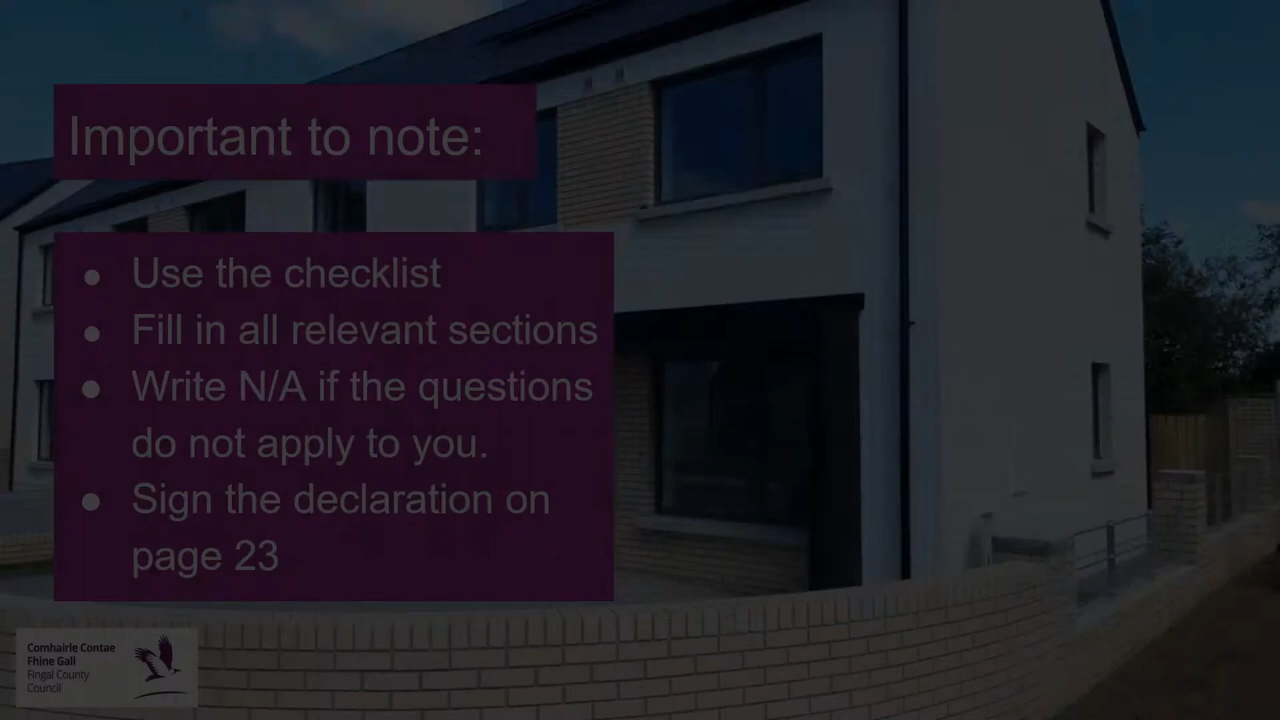 Important to note:
● Use the checklist
● Fill in all relevant sections
● Write N/A if the questions
do not apply to you.
● Sign the declaration on
page 23
Comhairle Contae
Fhine Gall
Fingal County
Council